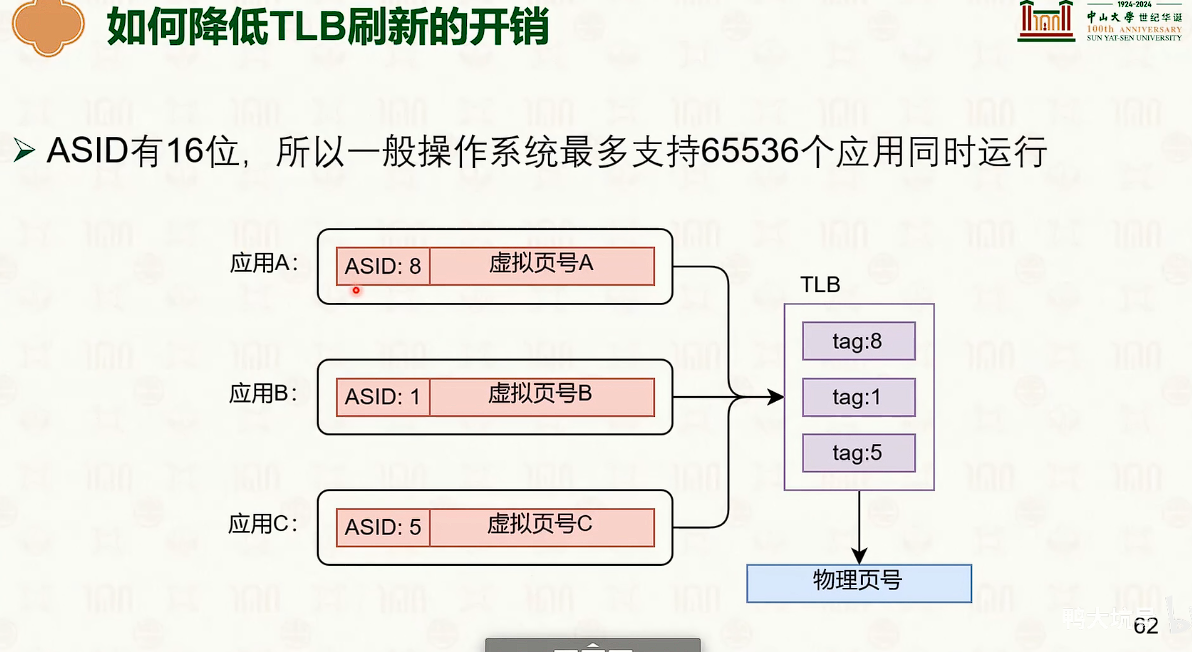 如何降低TLB刷新的开销
1924-2024
中山大學 世纪华诞
100th ANNIVERSARY
SUN YAT-SEN UNIVERSITY
ASID有16位，所以一般操作系统最多支持65536个应用同时运行
应用A：
ASID: 8
虚拟页号A
TLB
tag:8
应用B：
ASID: 1
虚拟页号B
tag:1
tag:5
应用C：
ASID: 5
虚拟页号C
物理页号
62